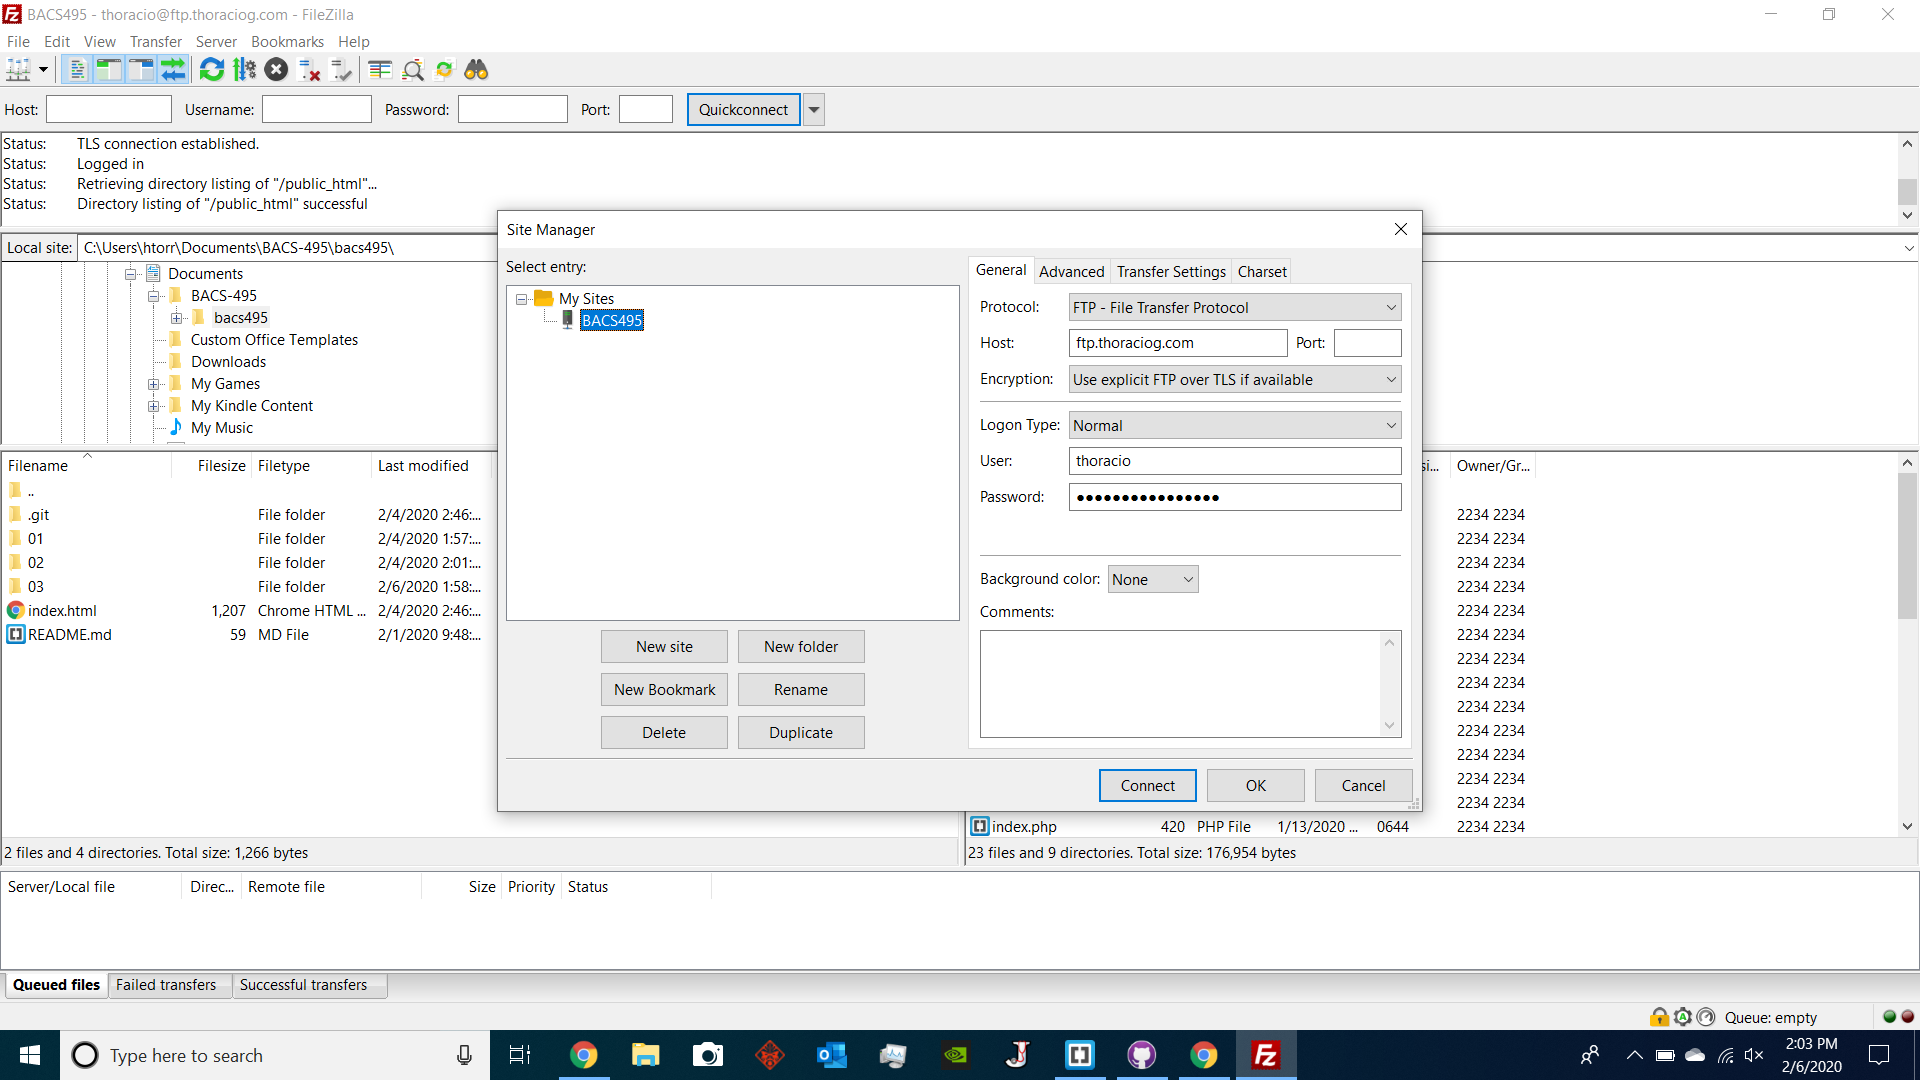 BACS495 - thoracio@ftp.thoraciog.com - FileZilla
File Edit View Transfer Server Bookmarks Help
Host: Username: Password: Port: Quickconnect
Status: TLS connection established.
Status: Logged in
Status: Retrieving directory listing of "/public_html"...
Status: Directory listing of "/public_html" successful
Local site: C:\Users\htorr\Documents\BACS-495\bacs495\
Documents
BACS-495
bacs495
Custom Office Templates
Downloads
My Games
My Kindle Content
My Music
Filename Filesize Filetype Last modified
..
.git File folder 2/4/2020 2:46:...
01 File folder 2/4/2020 1:57:...
02 File folder 2/4/2020 2:01:...
03 File folder 2/6/2020 1:58:...
index.html 1,207 Chrome HTML ... 2/4/2020 2:46:...
README.md 59 MD File 2/1/2020 9:48:...
2 files and 4 directories. Total size: 1,266 bytes
Site Manager
Select entry:
My Sites
BACS495
New site New folder
New Bookmark Rename
Delete Duplicate
General Advanced Transfer Settings Charset
Protocol: FTP - File Transfer Protocol
Host: ftp.thoraciog.com Port:
Encryption: Use explicit FTP over TLS if available
Logon Type: Normal
User: thoracio
Password: ●●●●●●●●●●●●●●●●
Background color: None
Comments:
Connect OK Cancel
si... Owner/Gr...
2234 2234
2234 2234
2234 2234
2234 2234
2234 2234
2234 2234
2234 2234
2234 2234
2234 2234
2234 2234
2234 2234
2234 2234
2234 2234
index.php 420 PHP File 1/13/2020 ... 0644 2234 2234
23 files and 9 directories. Total size: 176,954 bytes
Server/Local file Direc... Remote file Size Priority Status
Queued files Failed transfers Successful transfers
Queue: empty
Type here to search
2:03 PM
2/6/2020